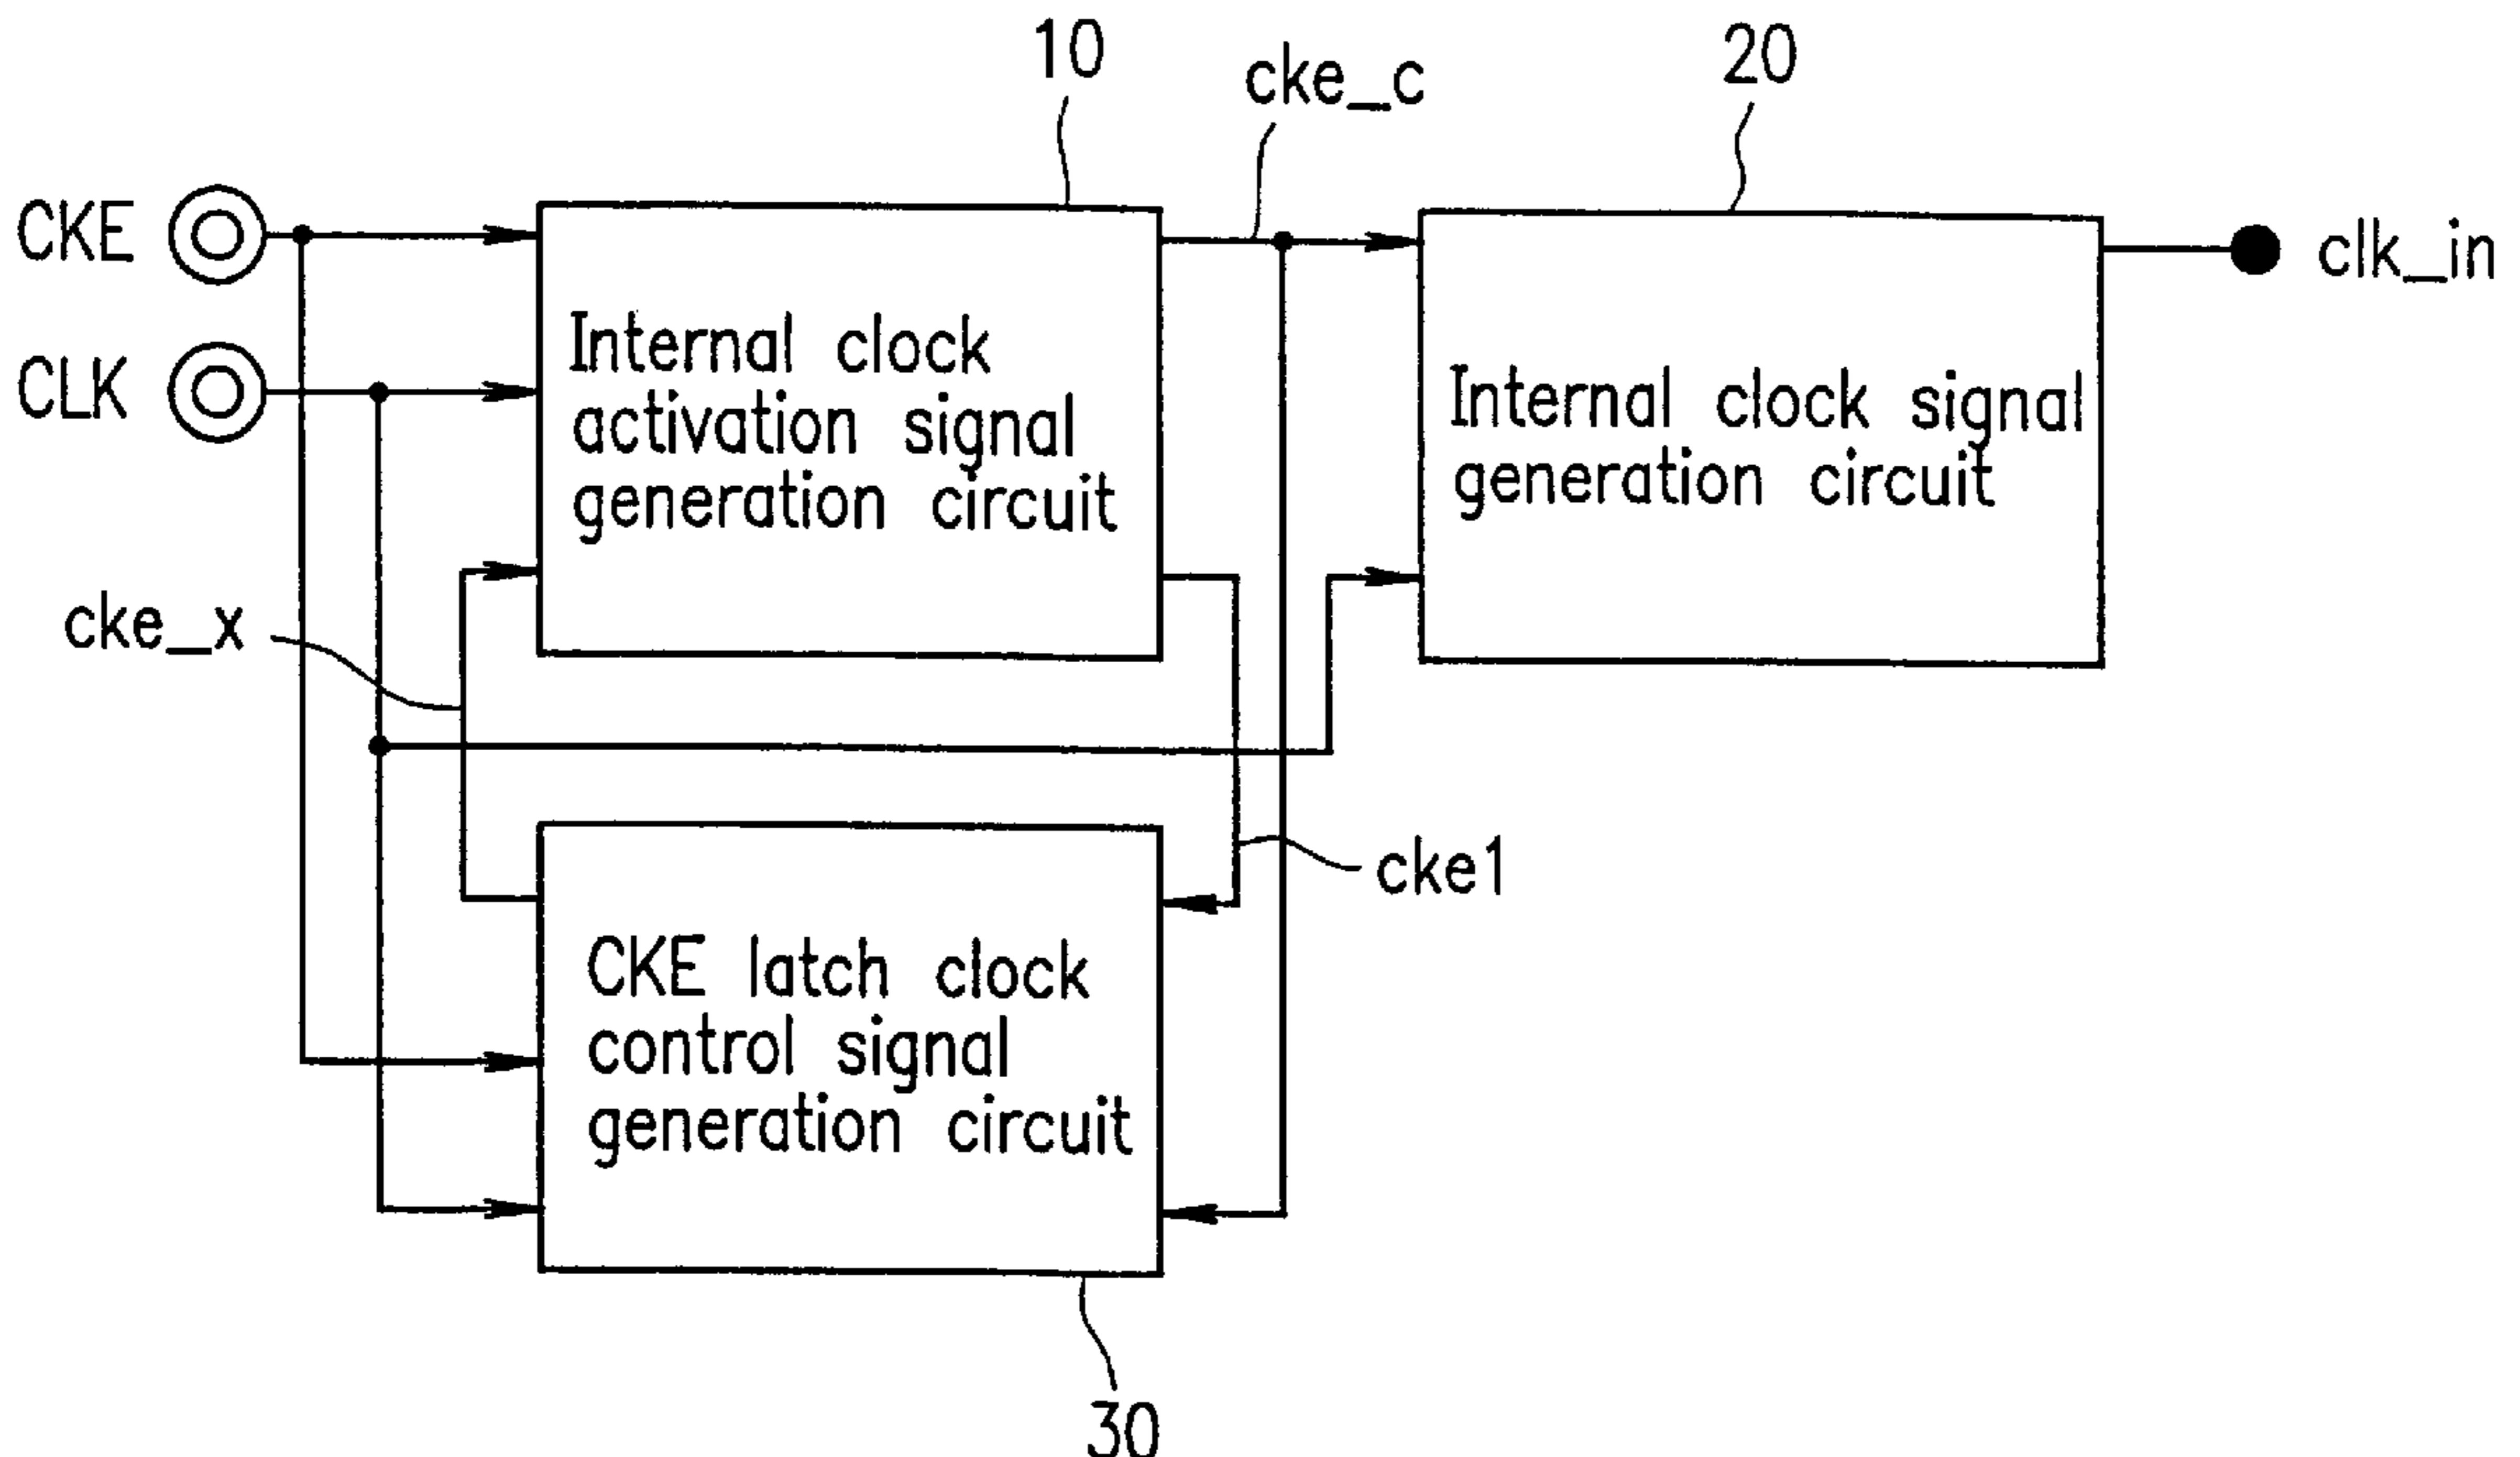 10
cke_c
20
CKE
CLK
clk_in
Internal clock
activation signal
generation circuit
Internal clock signal
generation circuit
cke_x
cke1
CKE latch clock
control signal
generation circuit
30